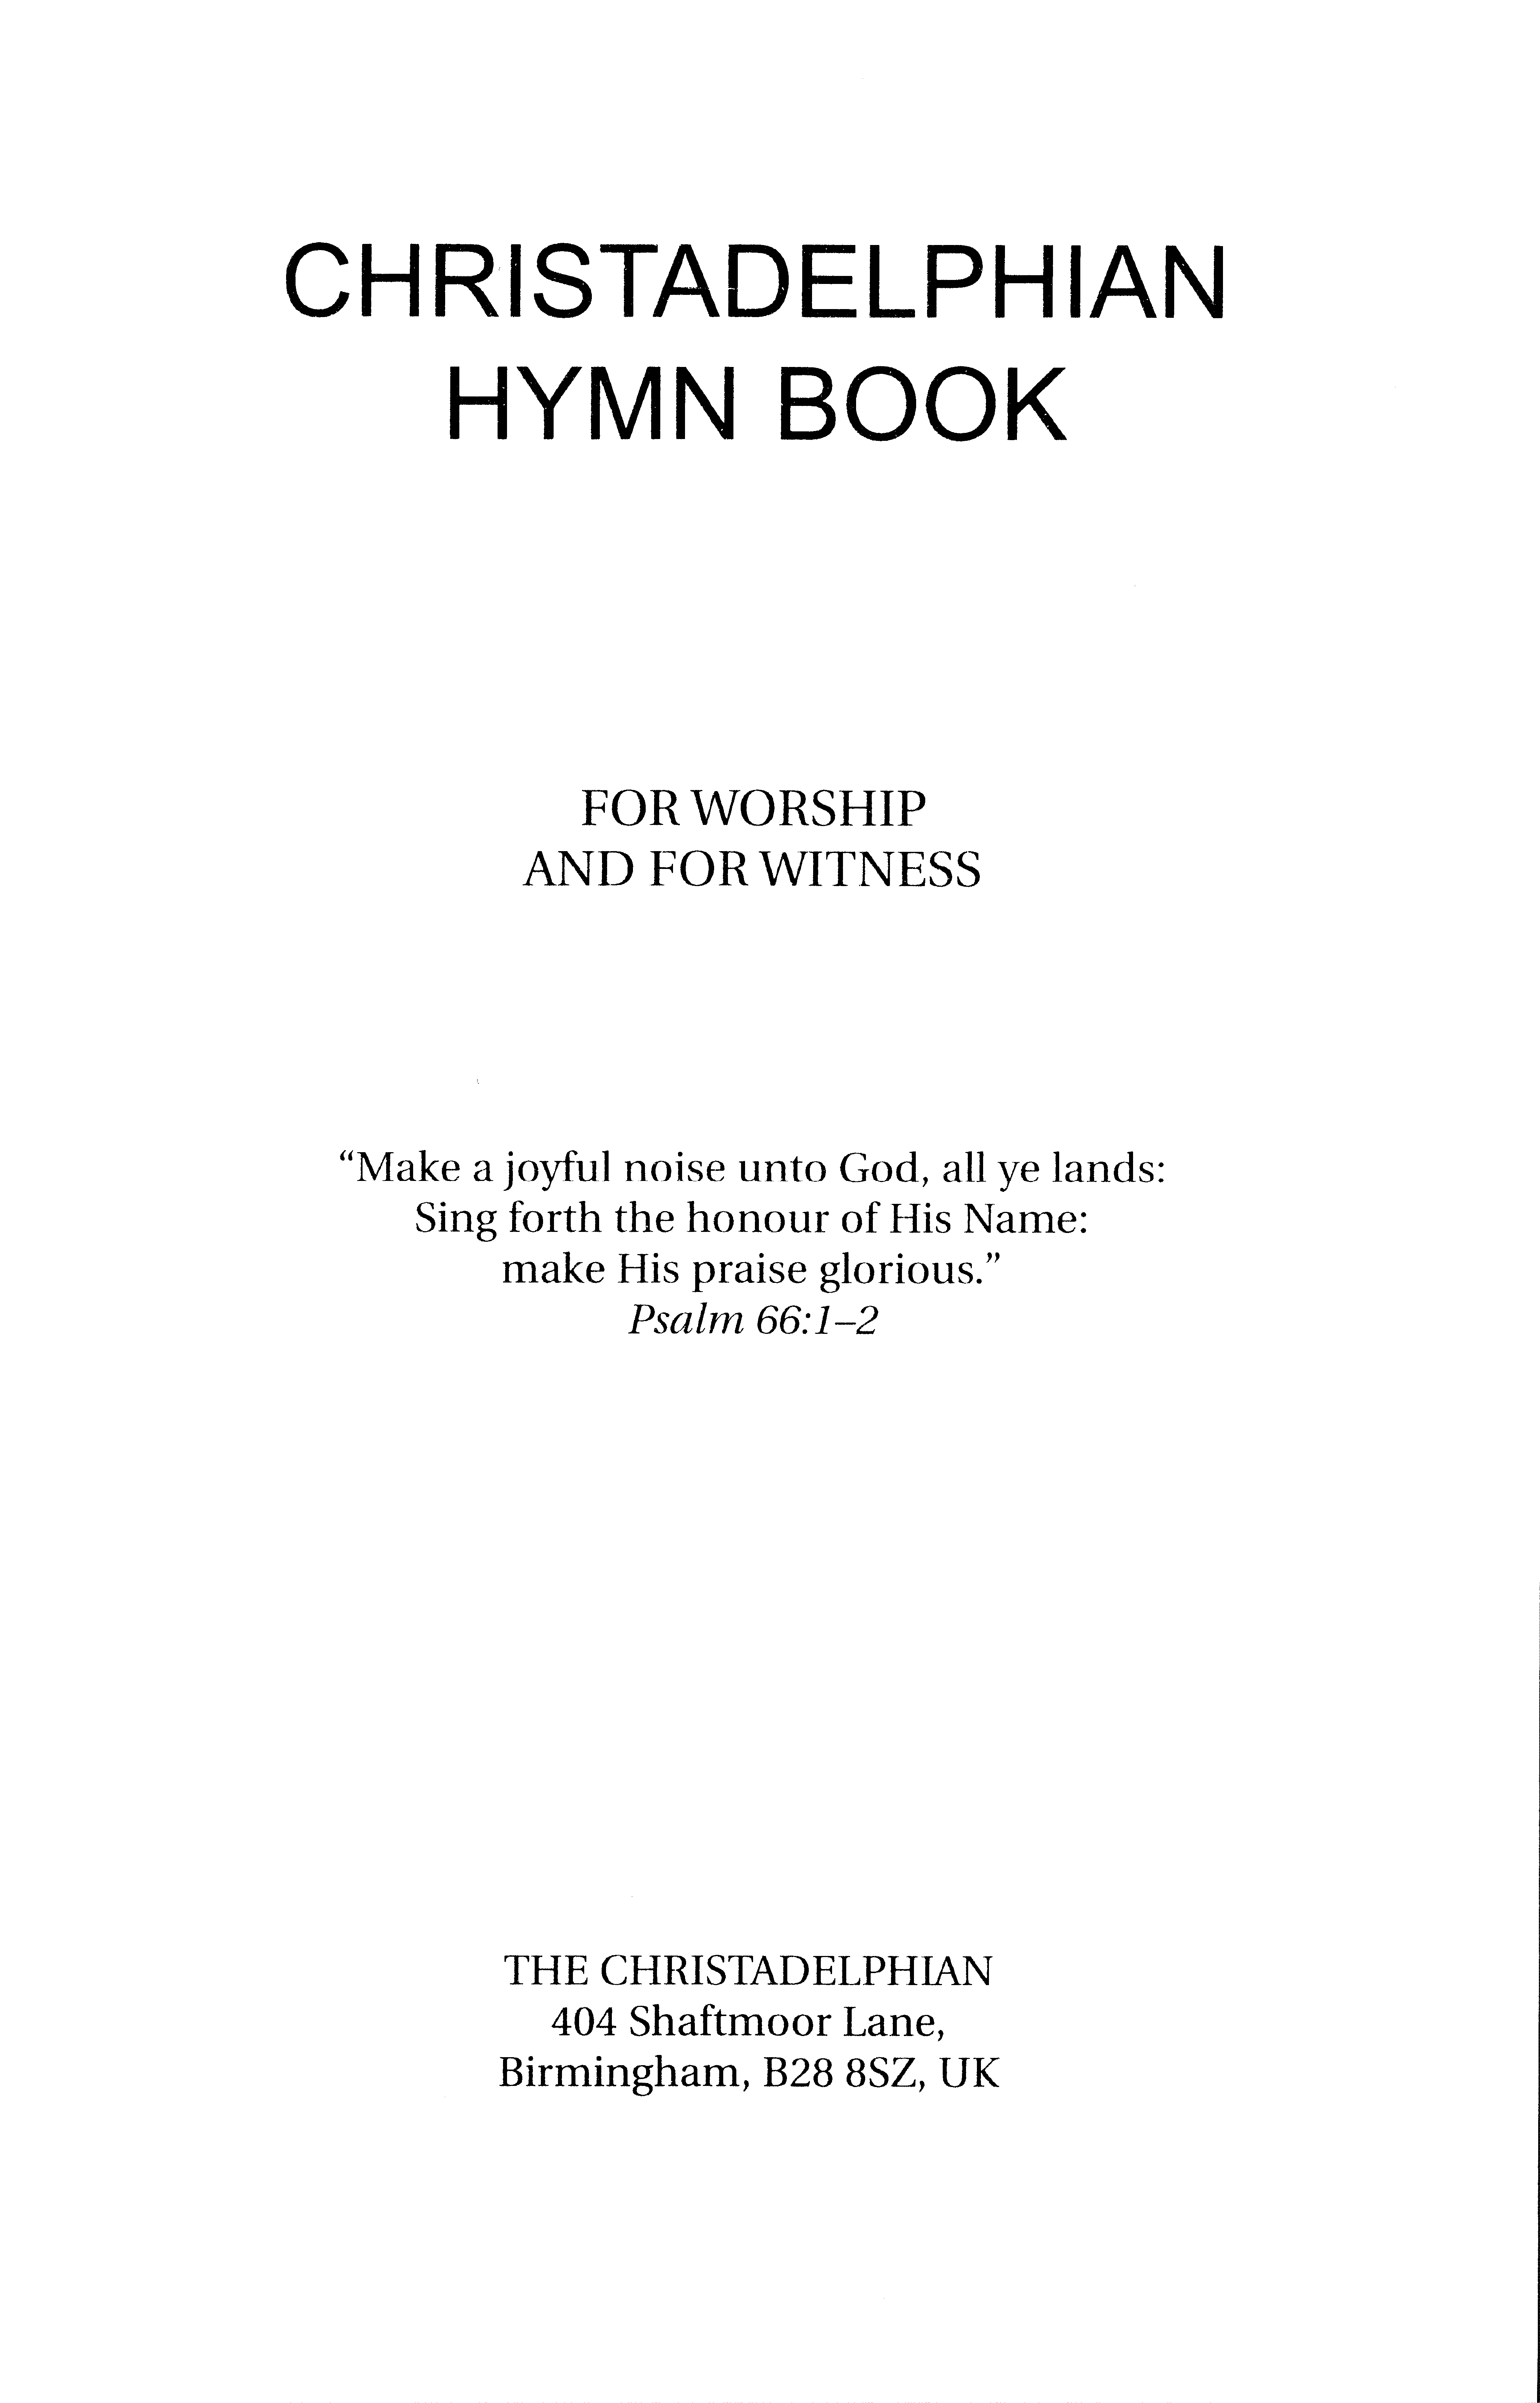 CHRISTADELPHIAN
HYMN BOOK
FOR WORSHIP
AND FOR WITNESS
“Make a joyful noise unto God, all ye lands:
Sing forth the honour of His Name:
make His praise glorious.”
Psalm 66:1–2
THE CHRISTADELPHIAN
404 Shaftmoor Lane,
Birmingham, B28 8SZ, UK